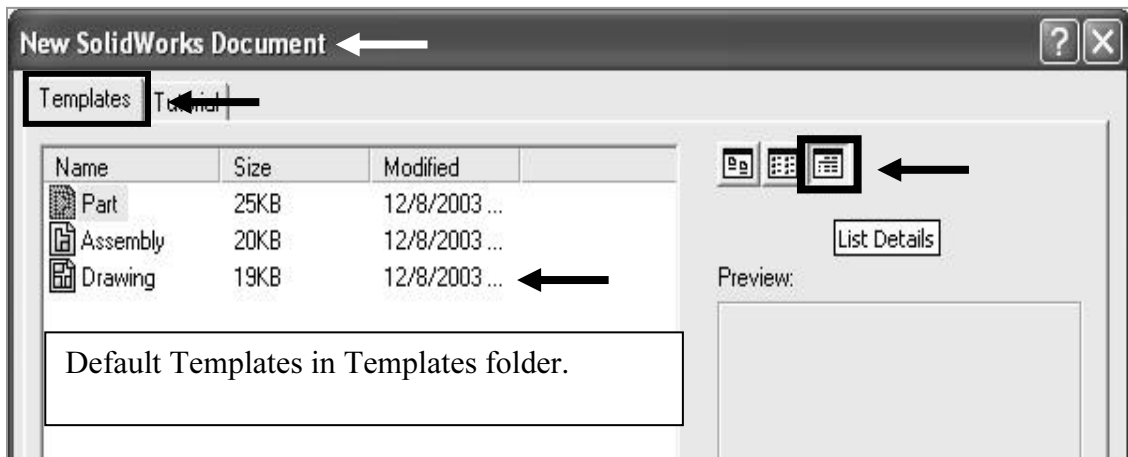 New SolidWorks Document
Templates Tutorial
Name Size Modified
Part 25KB 12/8/2003 ...
Assembly 20KB 12/8/2003 ...
Drawing 19KB 12/8/2003 ...
List Details
Preview:
Default Templates in Templates folder.